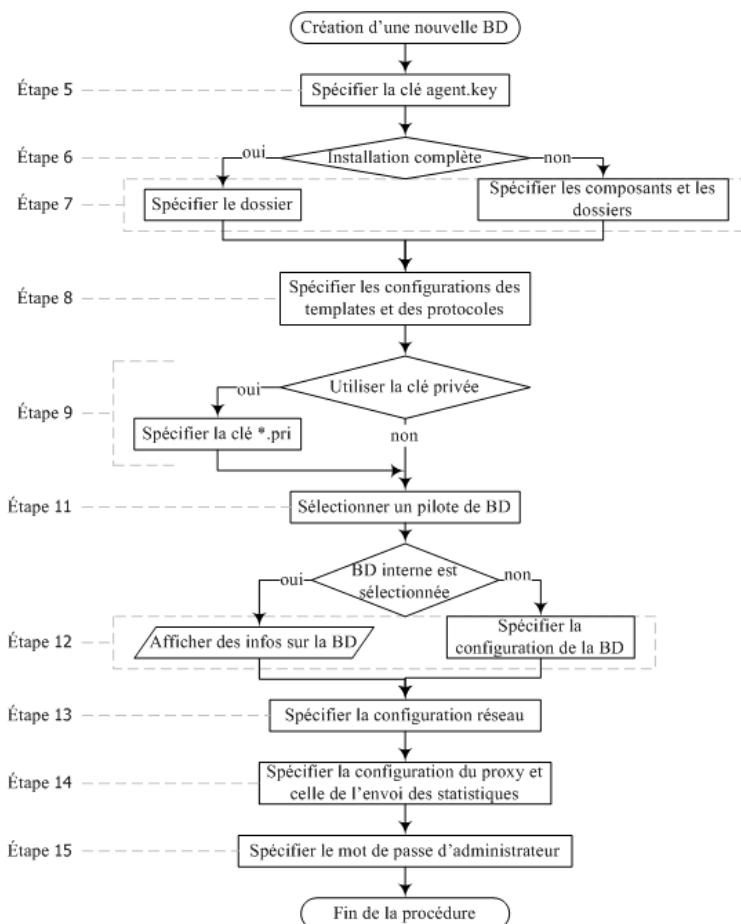 Création d’une nouvelle BD
Étape 5
Spécifier la clé agent.key
Étape 6
oui
Installation complète
non
Étape 7
Spécifier le dossier
Spécifier les composants et les
dossiers
Étape 8
Spécifier les configurations des
templates et des protocoles
Étape 9
oui
Utiliser la clé privée
Spécifier la clé *.pri
non
Étape 11
Sélectionner un pilote de BD
oui
BD interne est
sélectionnée
non
Étape 12
Afficher des infos sur la BD
Spécifier la
configuration de la BD
Étape 13
Spécifier la configuration réseau
Étape 14
Spécifier la configuration du proxy et
celle de l’envoi des statistiques
Étape 15
Spécifier le mot de passe d’administrateur
Fin de la procédure